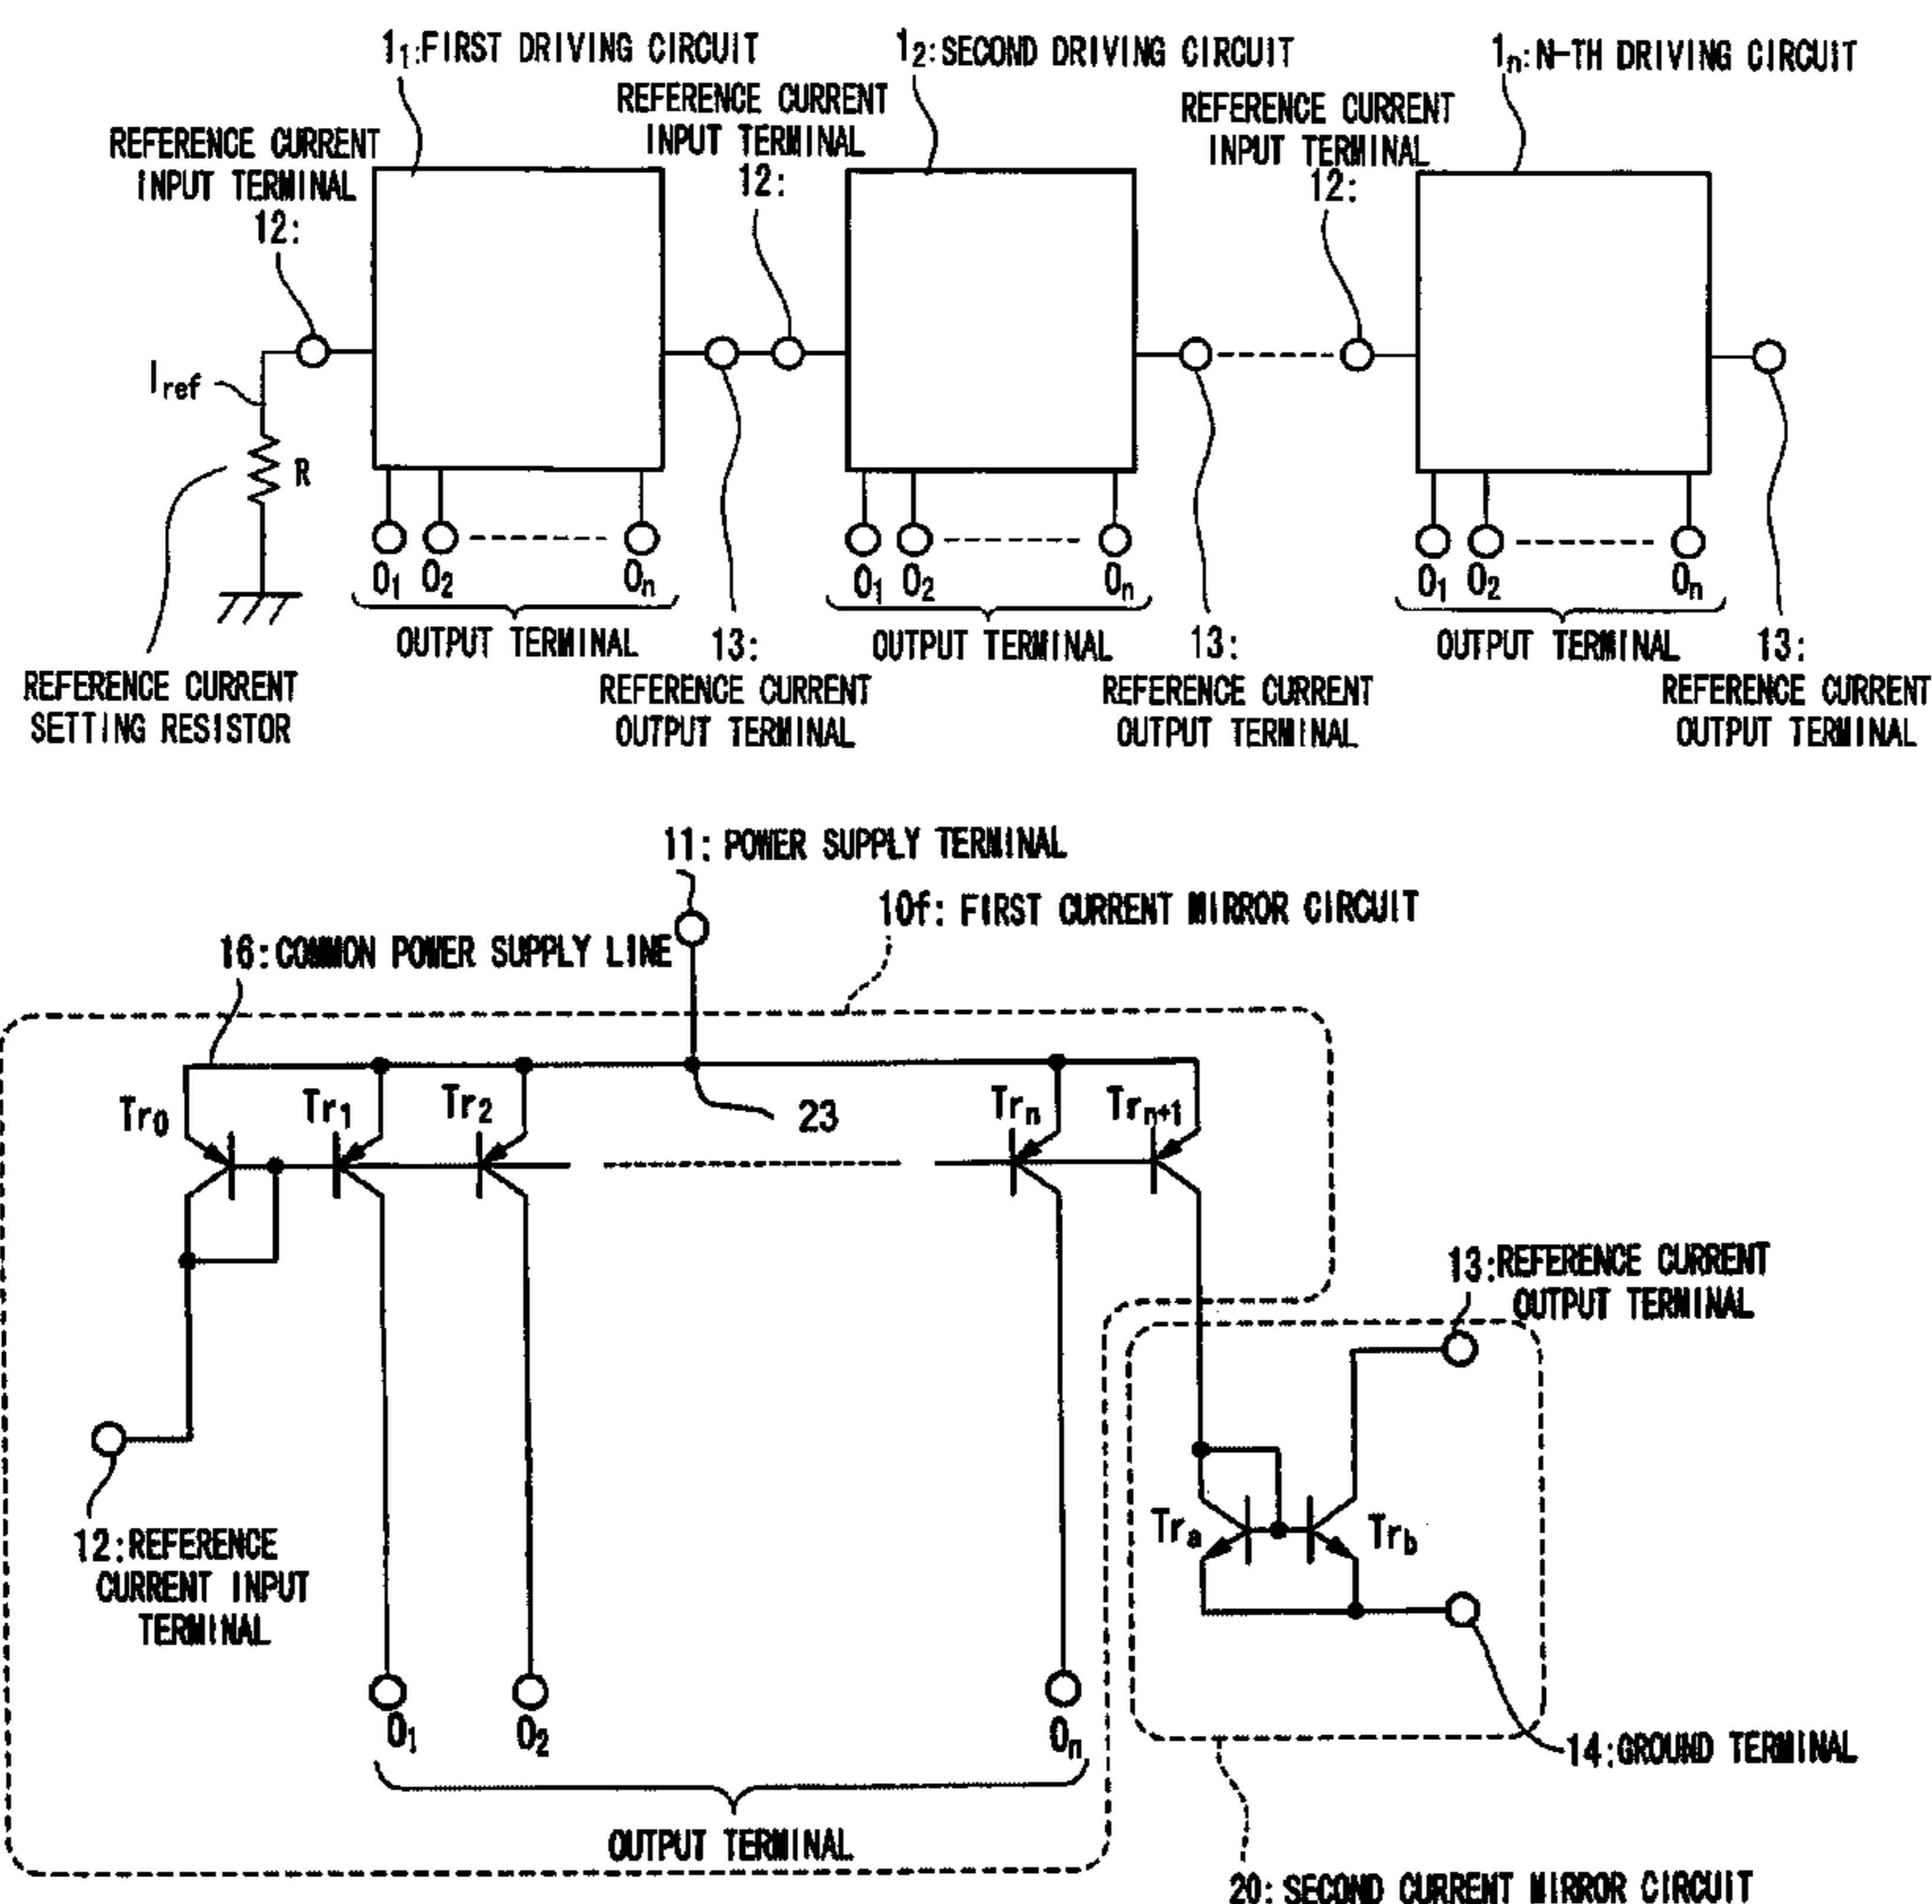 1₁:FIRST DRIVING CIRCUIT
1₂:SECOND DRIVING CIRCUIT
1ₙ:N-TH DRIVING CIRCUIT
REFERENCE CURRENT
INPUT TERMINAL
12:
REFERENCE CURRENT
INPUT TERMINAL
12:
REFERENCE CURRENT
INPUT TERMINAL
12:
Iref
R
O₁ O₂ Oₙ
O₁ O₂ Oₙ
O₁ O₂ Oₙ
OUTPUT TERMINAL
OUTPUT TERMINAL
OUTPUT TERMINAL
REFERENCE CURRENT
SETTING RESISTOR
13:
REFERENCE CURRENT
OUTPUT TERMINAL
13:
REFERENCE CURRENT
OUTPUT TERMINAL
13:
REFERENCE CURRENT
OUTPUT TERMINAL
11: POWER SUPPLY TERMINAL
10f: FIRST CURRENT MIRROR CIRCUIT
16:COMMON POWER SUPPLY LINE
Tr₀
Tr₁
Tr₂
23
Trₙ
Trₙ₊₁
13:REFERENCE CURRENT
OUTPUT TERMINAL
12:REFERENCE
CURRENT INPUT
TERMINAL
Trₐ
Tr_b
O₁
O₂
Oₙ
14:GROUND TERMINAL
OUTPUT TERMINAL
20: SECOND CURRENT MIRROR CIRCUIT